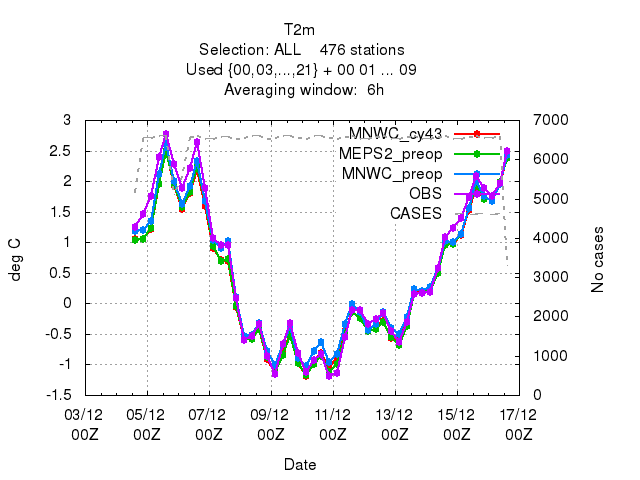 T2m
Selection: ALL    476 stations
Used {00,03,...,21} + 00 01 ... 09
Averaging window:  6h
3 7000
MNWC_cy43
2.5 6000
MEPS2_preop
2 MNWC_preop
5000
OBS
1.5 CASES
4000
1
deg C
0.5 3000
No cases
0 2000
-0.5
1000
-1
-1.5 0
03/12 05/12 07/12 09/12 11/12 13/12 15/12 17/12
00Z 00Z 00Z 00Z 00Z 00Z 00Z 00Z
Date